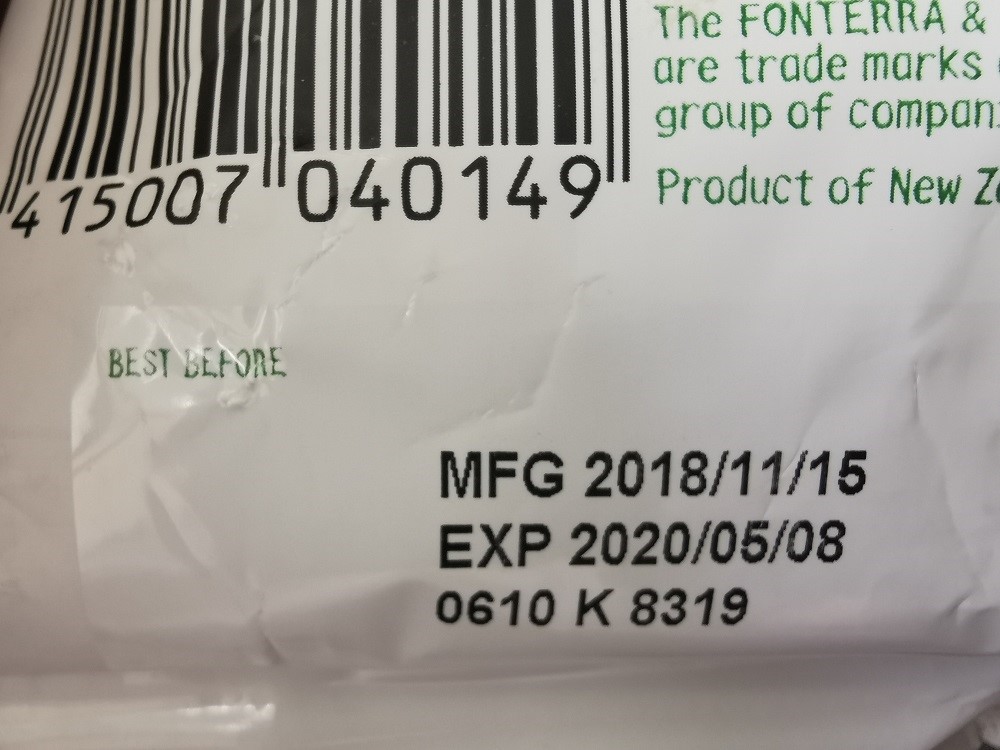 The FONTERRA &
are trade marks
group of compan
Product of New Ze
415007 040149
BEST BEFORE
MFG 2018/11/15
EXP 2020/05/08
0610 K 8319